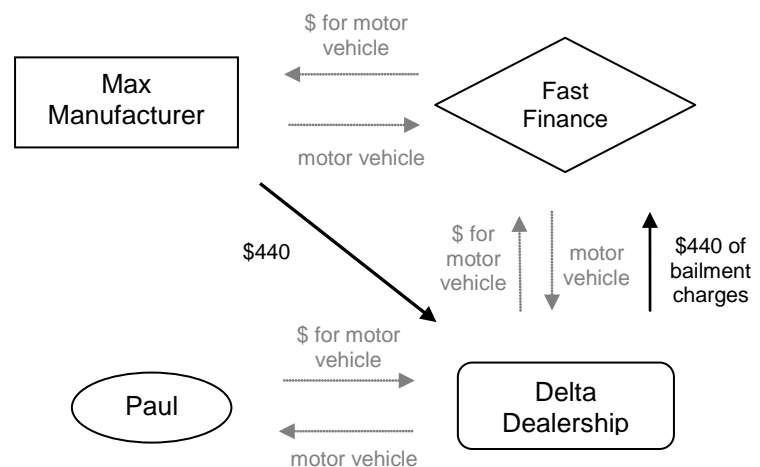 $ for motor
vehicle
Max
Manufacturer
Fast
Finance
motor vehicle
$440
$ for
motor
vehicle
motor
vehicle
$440 of
bailment
charges
$ for motor
vehicle
Paul
Delta
Dealership
motor vehicle